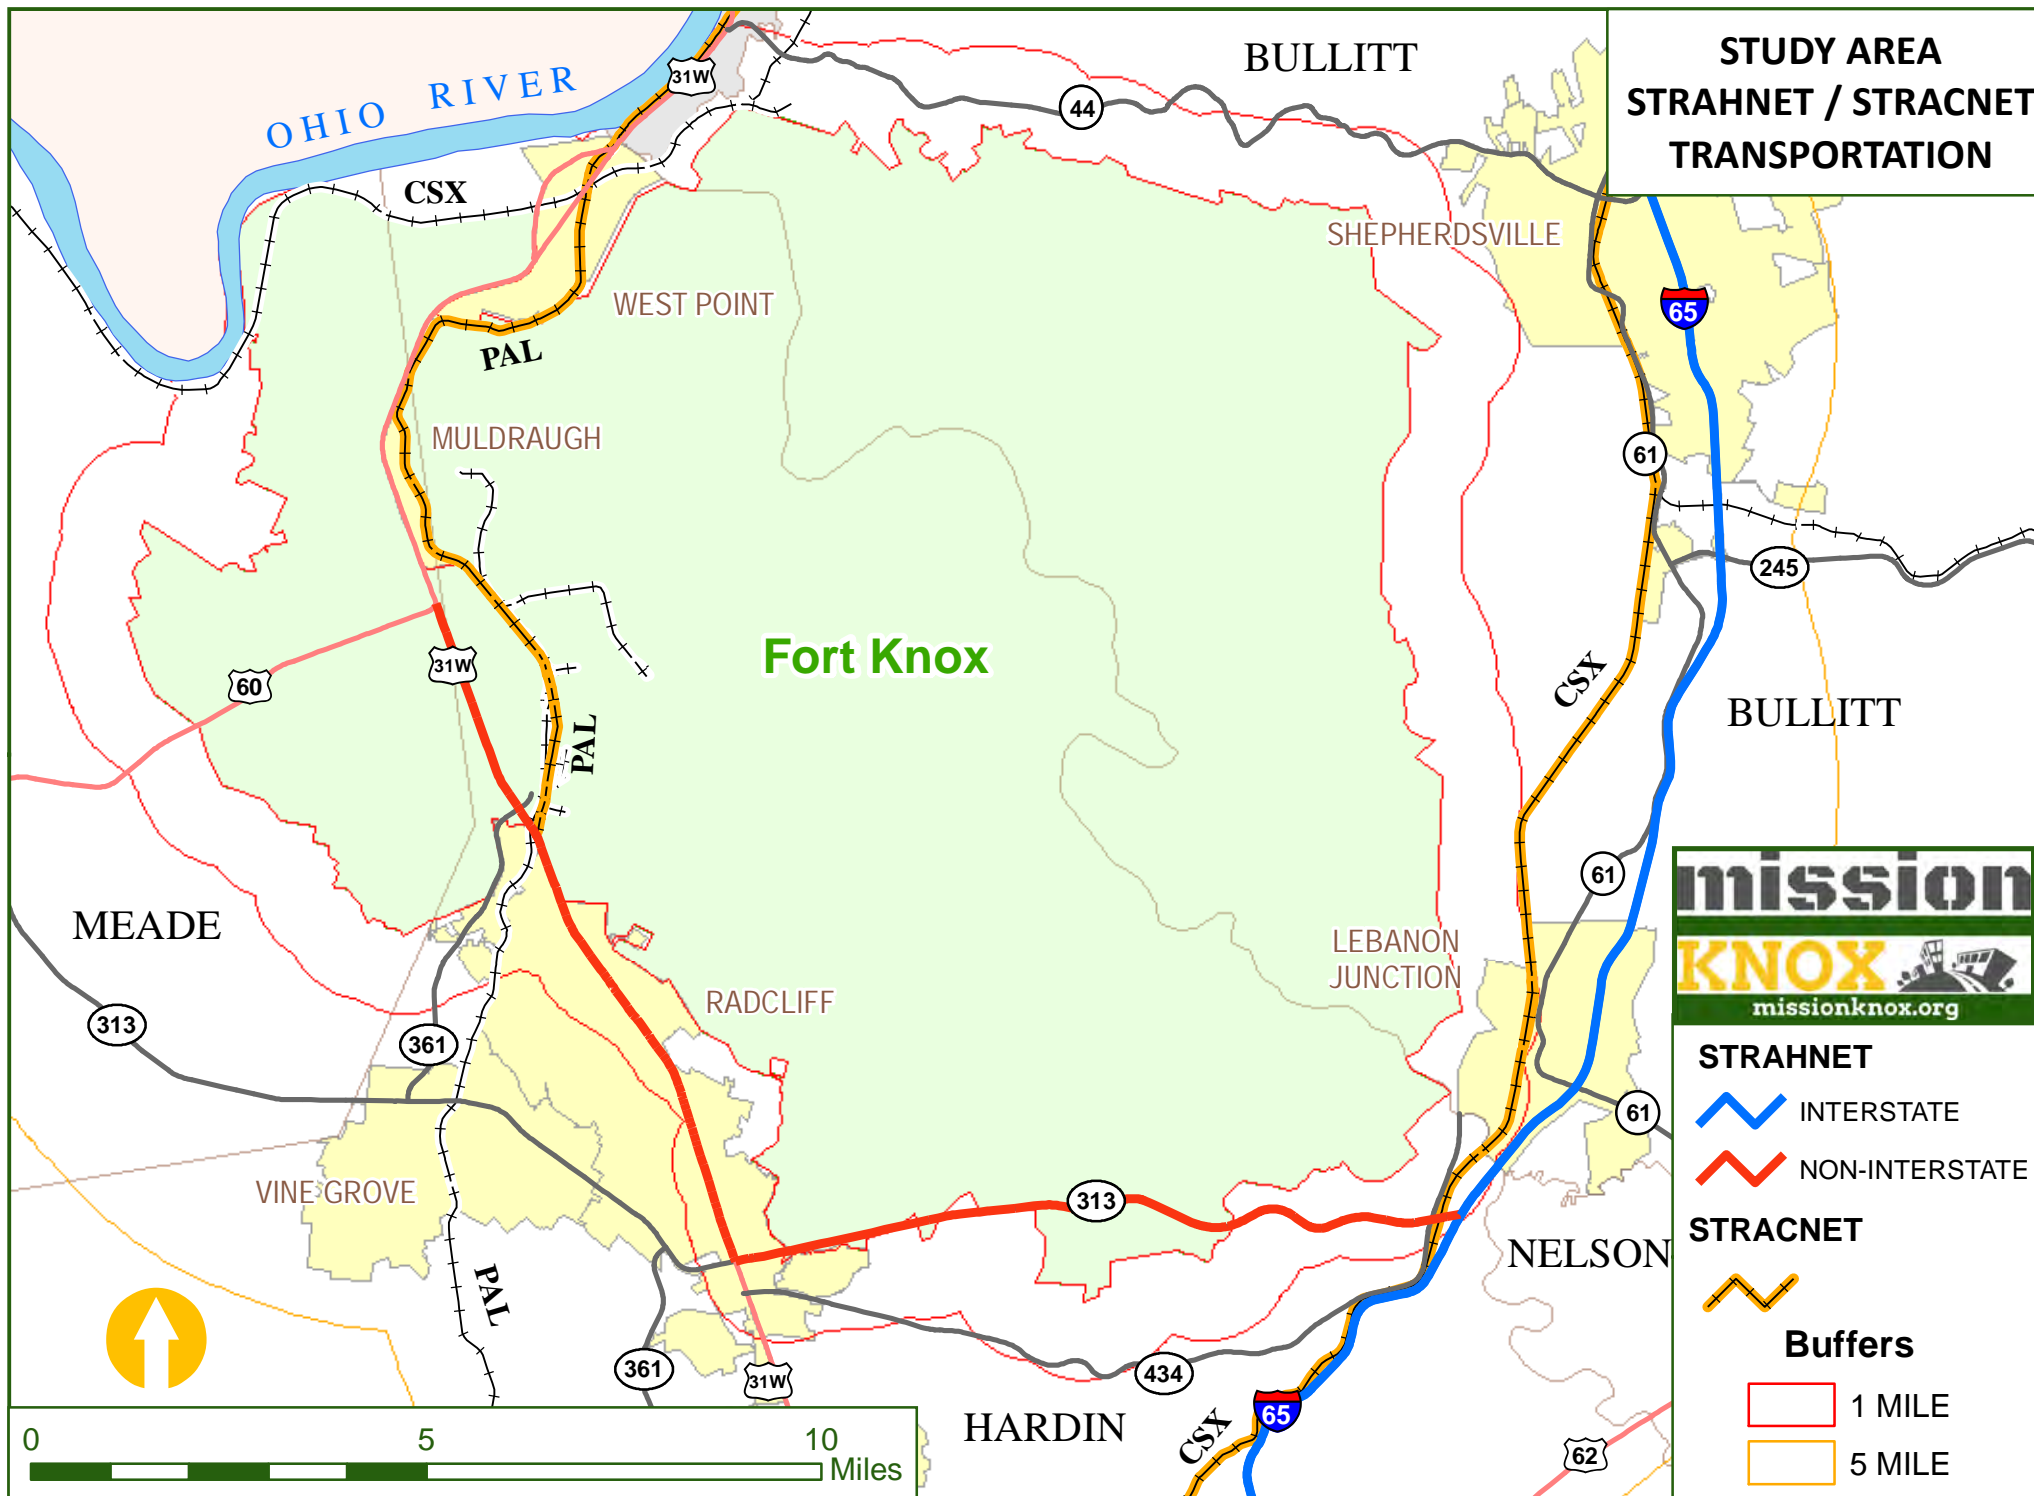 STUDY AREA
STRAHNET / STRACNET
TRANSPORTATION
BULLITT
OHIO RIVER
31W
44
CSX
SHEPHERDSVILLE
65
WEST POINT
PAL
MULDRAUGH
61
245
Fort Knox
31W
60
CSX
BULLITT
PAL
61
MEADE
LEBANON
JUNCTION
RADCLIFF
313
361
61
VINE GROVE
313
NELSON
PAL
361
31W
434
65
HARDIN
CSX
62
mission
KNOX
missionknox.org
STRAHNET
INTERSTATE
NON-INTERSTATE
STRACNET
Buffers
1 MILE
5 MILE
0 5 10
Miles